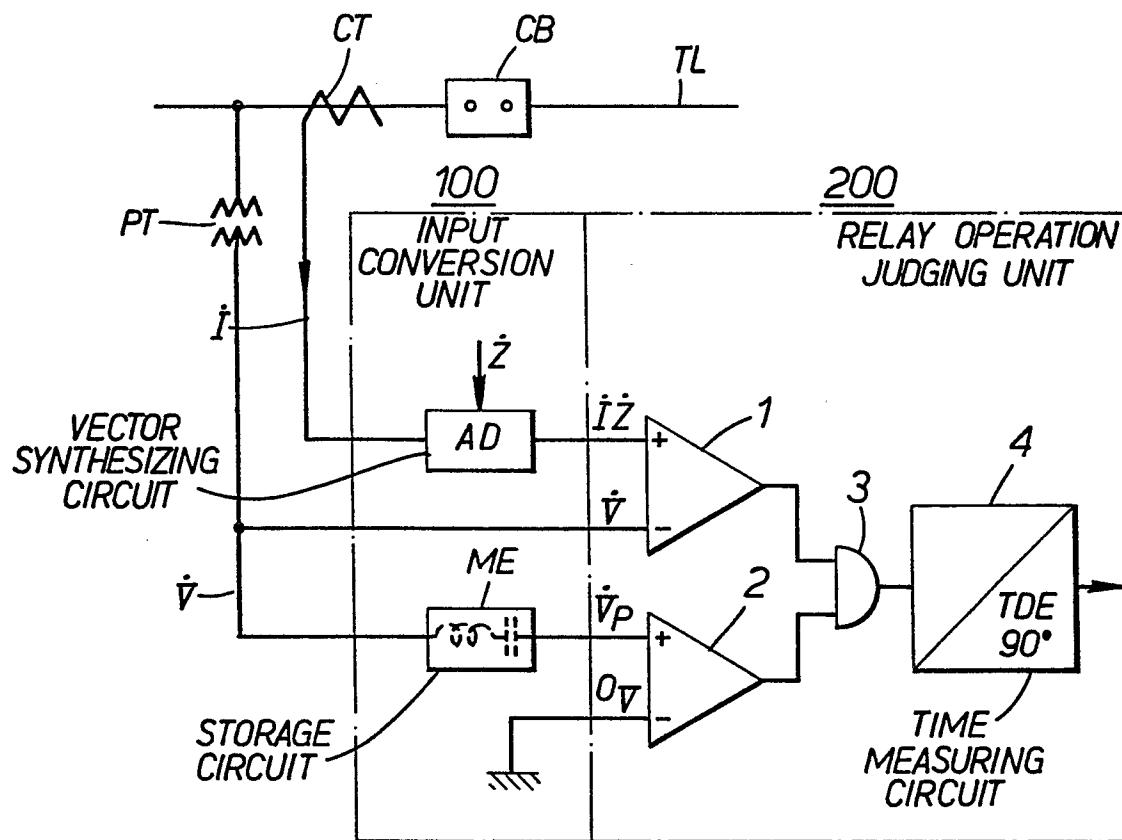 CT
CB
TL
100
200
PT
INPUT
CONVERSION
UNIT
RELAY OPERATION
JUDGING UNIT
İ
Ż
VECTOR
SYNTHESIZING
CIRCUIT
AD
İŻ
+
1
V̇
-
3
4
ME
V̇
V̇P
+
2
TDE
90°
0V
-
STORAGE
CIRCUIT
TIME
MEASURING
CIRCUIT